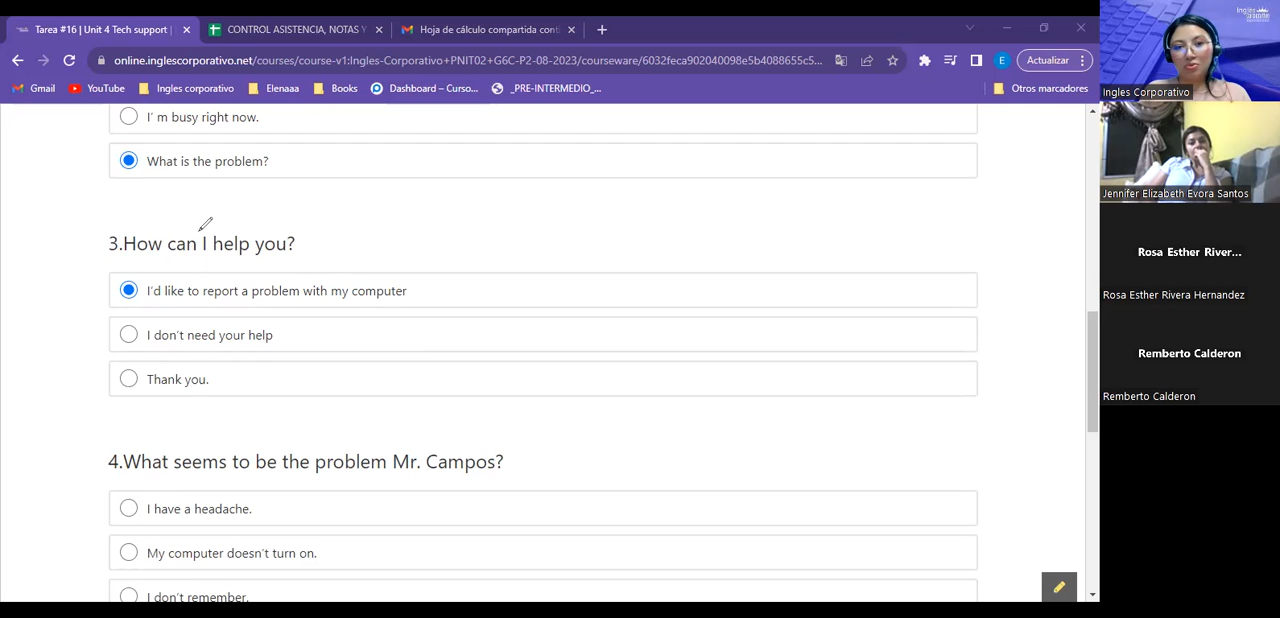 Tarea #16 | Unit 4 Tech support |
CONTROL ASISTENCIA, NOTAS Y
Hoja de cálculo compartida cont
online.inglescorporativo.net/courses/course-v1:Ingles-Corporativo+PNIT02+G6C-P2-08-2023/courseware/6032feca902040098e5b4088655c5...
E
Actualizar
Gmail
YouTube
Ingles corporativo
Elenaaa
Books
Dashboard – Curso...
_PRE-INTERMEDIO_...
Otros marcadores
I' m busy right now.
What is the problem?
3.How can I help you?
I'd like to report a problem with my computer
I don't need your help
Thank you.
4.What seems to be the problem Mr. Campos?
I have a headache.
My computer doesn't turn on.
I don't remember.
Ingles
Ingles Corporativo
Jennifer Elizabeth Evora Santos
Rosa Esther River...
Rosa Esther Rivera Hernandez
Remberto Calderon
Remberto Calderon